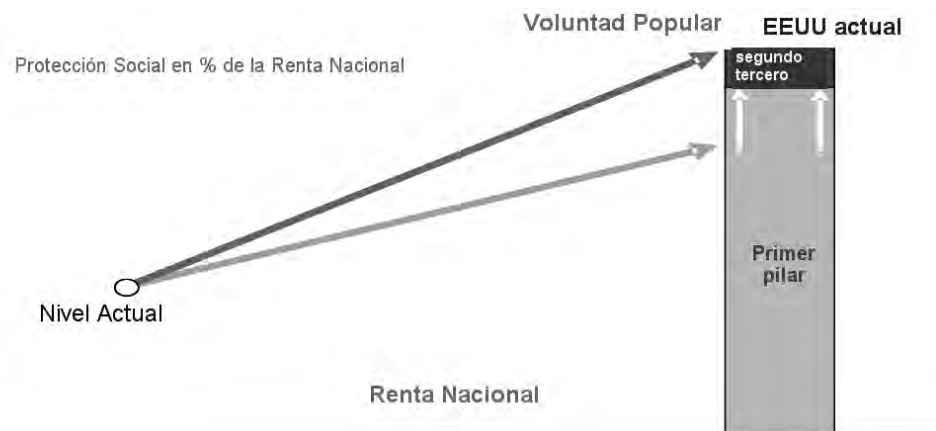 Voluntad Popular
EEUU actual
Protección Social en % de la Renta Nacional
segundo
tercero
Primer
pilar
Nivel Actual
Renta Nacional